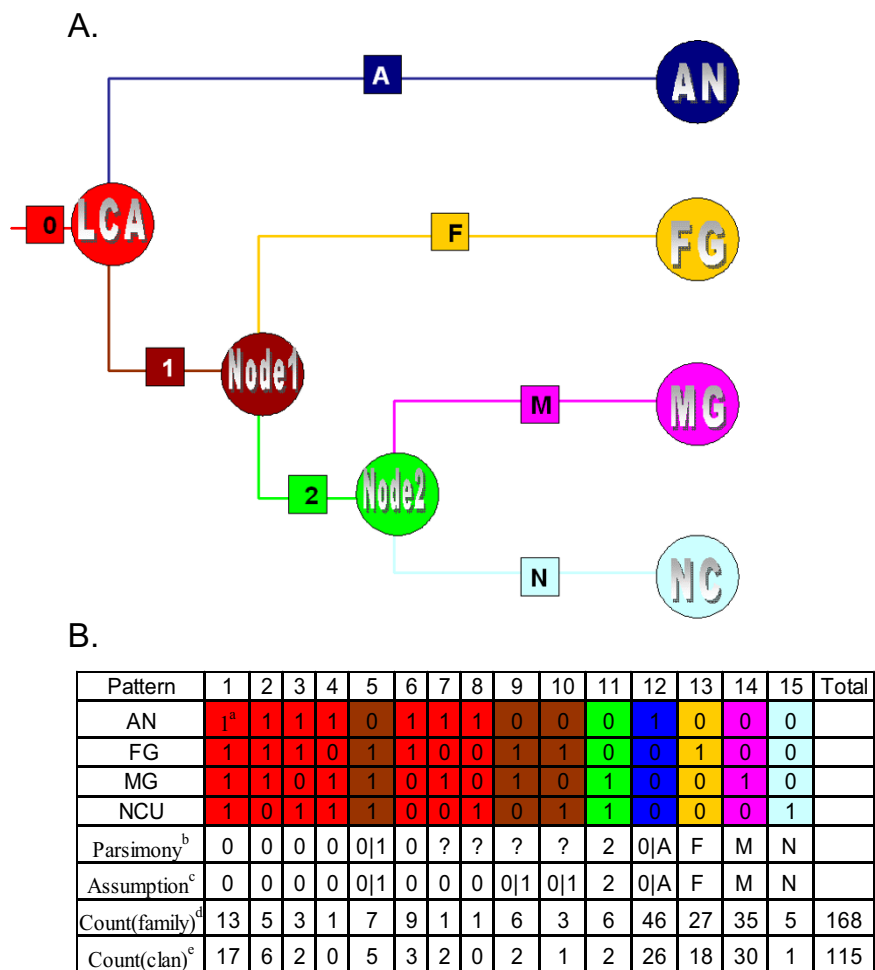 A.
A
AN
0
LCA
F
FG
1
Node1
M
MG
2
Node2
N
NC
B.
Pattern 1 2 3 4 5 6 7 8 9 10 11 12 13 14 15 Total
AN 1a 1 1 1 0 1 1 1 0 0 0 1 0 0 0
FG 1 1 1 0 1 1 0 0 1 1 0 0 1 0 0
MG 1 1 0 1 1 0 1 0 1 0 1 0 0 1 0
NCU 1 0 1 1 1 0 0 1 0 1 1 0 0 0 1
Parsimonyb 0 0 0 0 0|1 0 ? ? ? ? 2 0|A F M N
Assumptionc 0 0 0 0 0|1 0 0 0 0|1 0|1 2 0|A F M N
Count(family)d 13 5 3 1 7 9 1 1 6 3 6 46 27 35 5 168
Count(clan)e 17 6 2 0 5 3 2 0 2 1 2 26 18 30 1 115